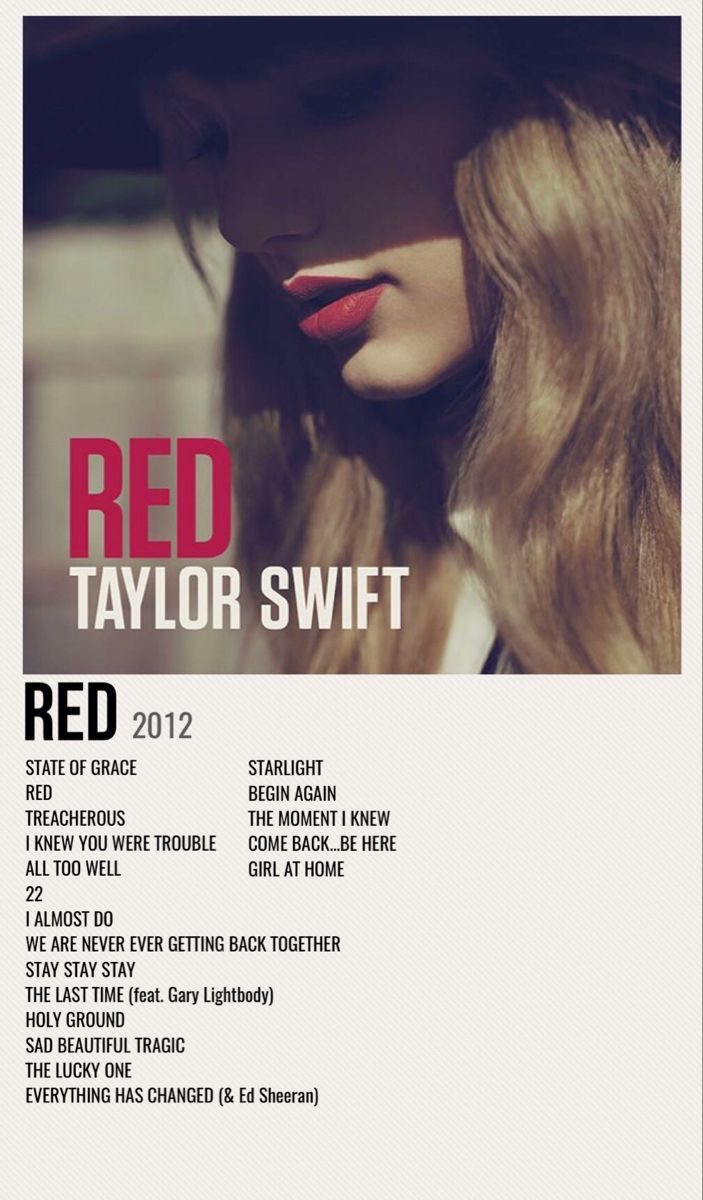 RED
TAYLOR SWIFT
RED 2012
STATE OF GRACE
RED
TREACHEROUS
I KNEW YOU WERE TROUBLE
ALL TOO WELL
22
I ALMOST DO
WE ARE NEVER EVER GETTING BACK TOGETHER
STAY STAY STAY
THE LAST TIME (feat. Gary Lightbody)
HOLY GROUND
SAD BEAUTIFUL TRAGIC
THE LUCKY ONE
EVERYTHING HAS CHANGED (& Ed Sheeran)
STARLIGHT
BEGIN AGAIN
THE MOMENT I KNEW
COME BACK...BE HERE
GIRL AT HOME